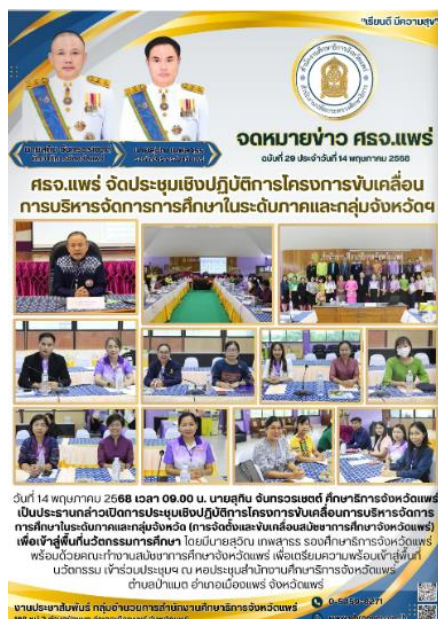 "เรียนดี มีความสุข"
จดหมายข่าว ศธจ.แพร่
ฉบับที่ 29 ประจำวันที่ 14 พฤษภาคม 2568
ศธจ.แพร่ จัดประชุมเชิงปฏิบัติการโครงการขับเคลื่อน
การบริหารจัดการการศึกษาในระดับภาคและกลุ่มจังหวัดฯ
วันที่ 14 พฤษภาคม 2568 เวลา 09.00 น. นายสุทิน จันทรวรเชตต์ ศึกษาธิการจังหวัดแพร่
เป็นประธานกล่าวเปิดการประชุมเชิงปฏิบัติการโครงการขับเคลื่อนการบริหารจัดการ
การศึกษาในระดับภาคและกลุ่มจังหวัด (การจัดตั้งและขับเคลื่อนสมัชชาการศึกษาจังหวัดแพร่)
เพื่อเข้าสู่พื้นที่นวัตกรรมการศึกษา โดยมีนายสุวิณ เทพสาธร รองศึกษาธิการจังหวัดแพร่
พร้อมด้วยคณะทำงานสมัชชาการศึกษาจังหวัดแพร่ เพื่อเตรียมความพร้อมเข้าสู่พื้นที่
นวัตกรรม เข้าร่วมประชุมฯ ณ หอประชุมสำนักงานศึกษาธิการจังหวัดแพร่
ตำบลป่าแมต อำเภอเมืองแพร่ จังหวัดแพร่
งานประชาสัมพันธ์ กลุ่มอำนวยการสำนักงานศึกษาธิการจังหวัดแพร่